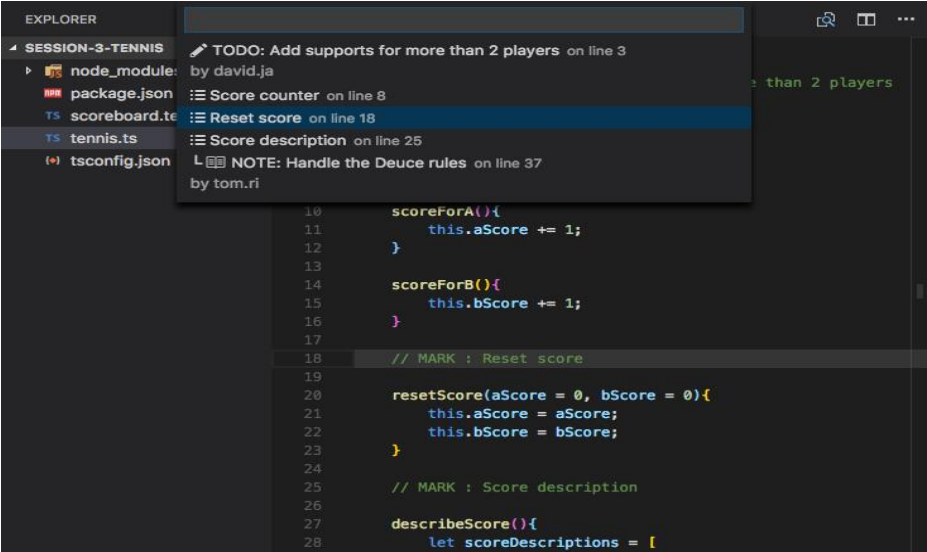 EXPLORER
SESSION-3-TENNIS
node_module
package.json
TS scoreboard.te
TS tennis.ts
tsconfig.json
TODO: Add supports for more than 2 players on line 3
by david.ja
Score counter on line 8
Reset score on line 18
Score description on line 25
NOTE: Handle the Deuce rules on line 37
by tom.ri
than 2 players
10 scoreForA(){
11 this.aScore += 1;
12 }
13
14 scoreForB(){
15 this.bScore += 1;
16 }
17
18 // MARK : Reset score
19
20 resetScore(aScore = 0, bScore = 0){
21 this.aScore = aScore;
22 this.bScore = bScore;
23 }
24
25 // MARK : Score description
26
27 describeScore(){
28 let scoreDescriptions = [